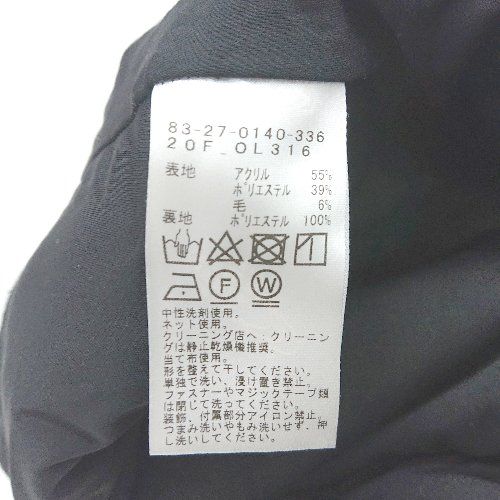 83-27-0140-336
20F_OL316
表地 アクリル 55%
ポリエステル 39%
毛 6%
裏地 ポリエステル 100%
F W
中性洗剤使用。
ネット使用。
クリーニング店へ：クリーニン
グは静止乾燥機推奨。
当て布使用。
形を整えて干してください。
単独で洗い、浸け置き禁止。
ファスナーやマジックテープ類
は閉じて洗ってください。
装飾、付属部分アイロン禁止。
つまみ洗いやもみ洗いせず、押
し洗いしてください。